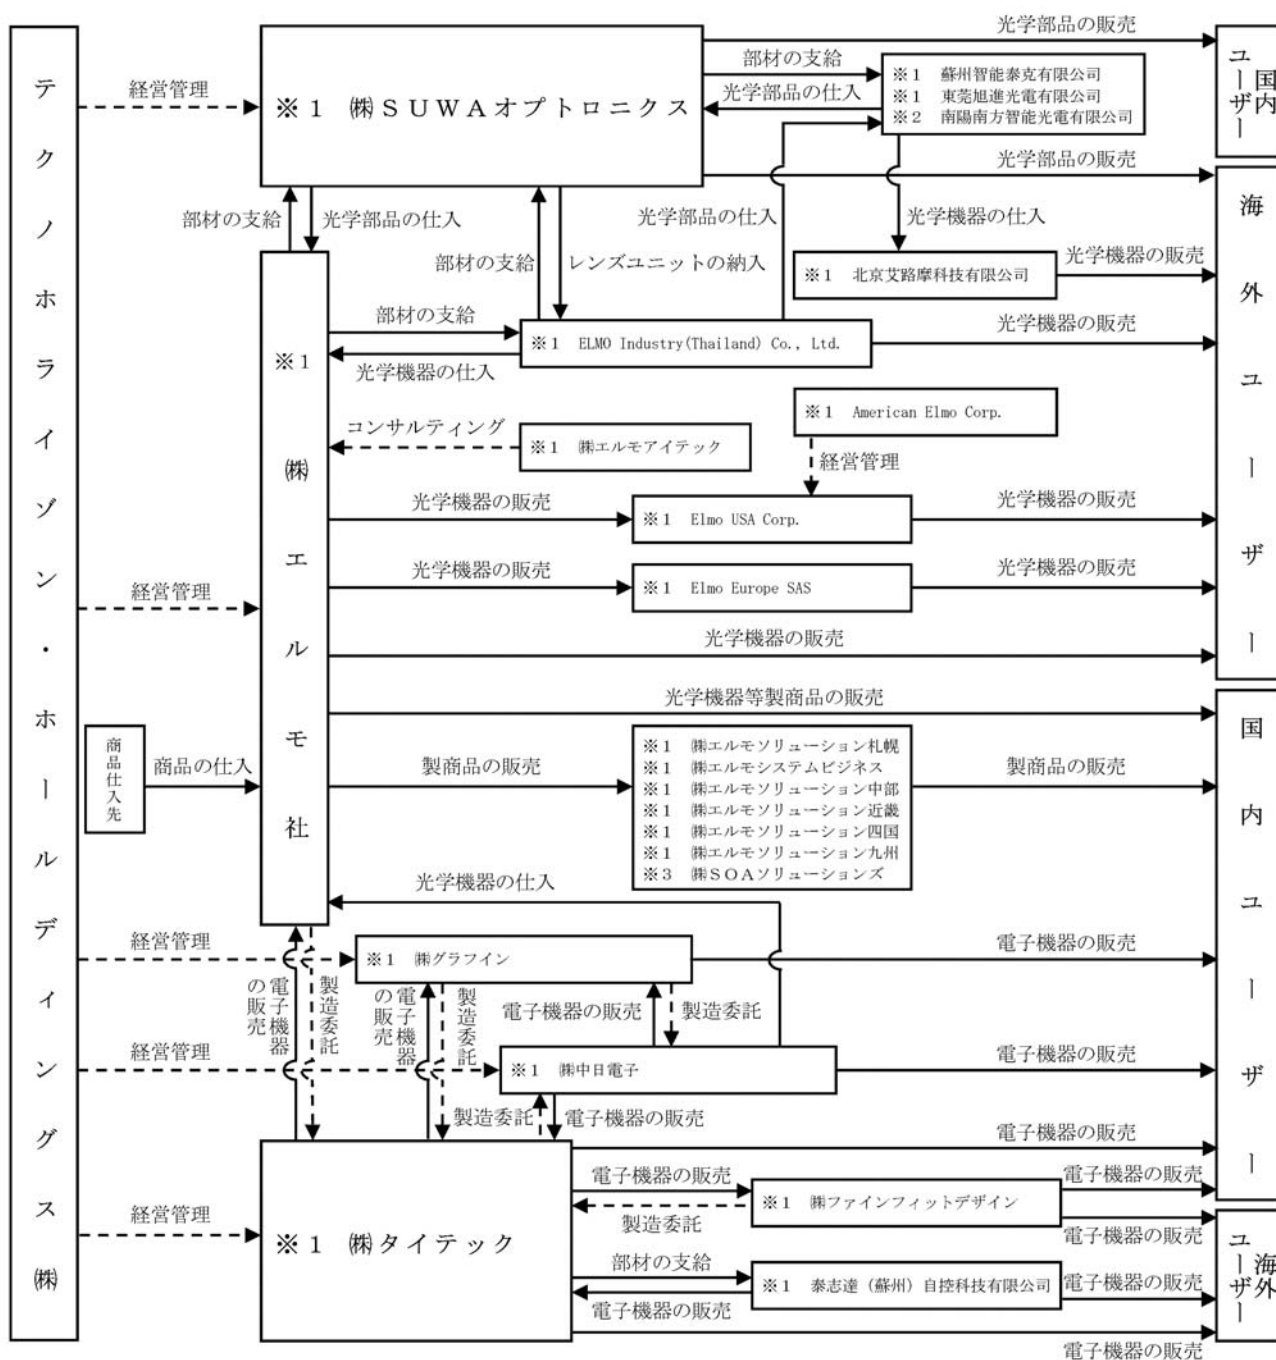 テクノホライゾン・ホールディングス㈱
経営管理
※1　㈱ＳＵＷＡオプトロニクス
光学部品の販売
国内ユーザー
部材の支給
光学部品の仕入
※1　蘇州智能泰克有限公司
※1　東莞旭進光電有限公司
※2　南陽南方智能光電有限公司
光学部品の販売
海外ユーザー
部材の支給
光学部品の仕入
部材の支給
レンズユニットの納入
光学部品の仕入
光学機器の仕入
※1　北京艾路摩科技有限公司
光学機器の販売
※1　㈱エルモ社
部材の支給
光学機器の仕入
※1　ELMO Industry(Thailand) Co., Ltd.
光学機器の販売
※1　American Elmo Corp.
経営管理
コンサルティング
※1　㈱エルモアイテック
光学機器の販売
※1　Elmo USA Corp.
光学機器の販売
経営管理
光学機器の販売
※1　Elmo Europe SAS
光学機器の販売
光学機器の販売
光学機器等製商品の販売
国内ユーザー
商品仕入先
商品の仕入
製商品の販売
※1　㈱エルモソリューション札幌
※1　㈱エルモシステムビジネス
※1　㈱エルモソリューション中部
※1　㈱エルモソリューション近畿
※1　㈱エルモソリューション四国
※1　㈱エルモソリューション九州
※3　㈱ＳＯＡソリューションズ
製商品の販売
光学機器の仕入
経営管理
※1　㈱グラフイン
電子機器の販売
電子機器の販売
製造委託
電子機器の販売
製造委託
電子機器の販売
製造委託
経営管理
※1　㈱中日電子
電子機器の販売
製造委託
電子機器の販売
経営管理
※1　㈱タイテック
電子機器の販売
電子機器の販売
製造委託
※1　㈱ファインフィットデザイン
電子機器の販売
電子機器の販売
海外ユーザー
部材の支給
電子機器の販売
※1　泰志達（蘇州）自控科技有限公司
電子機器の販売
電子機器の販売